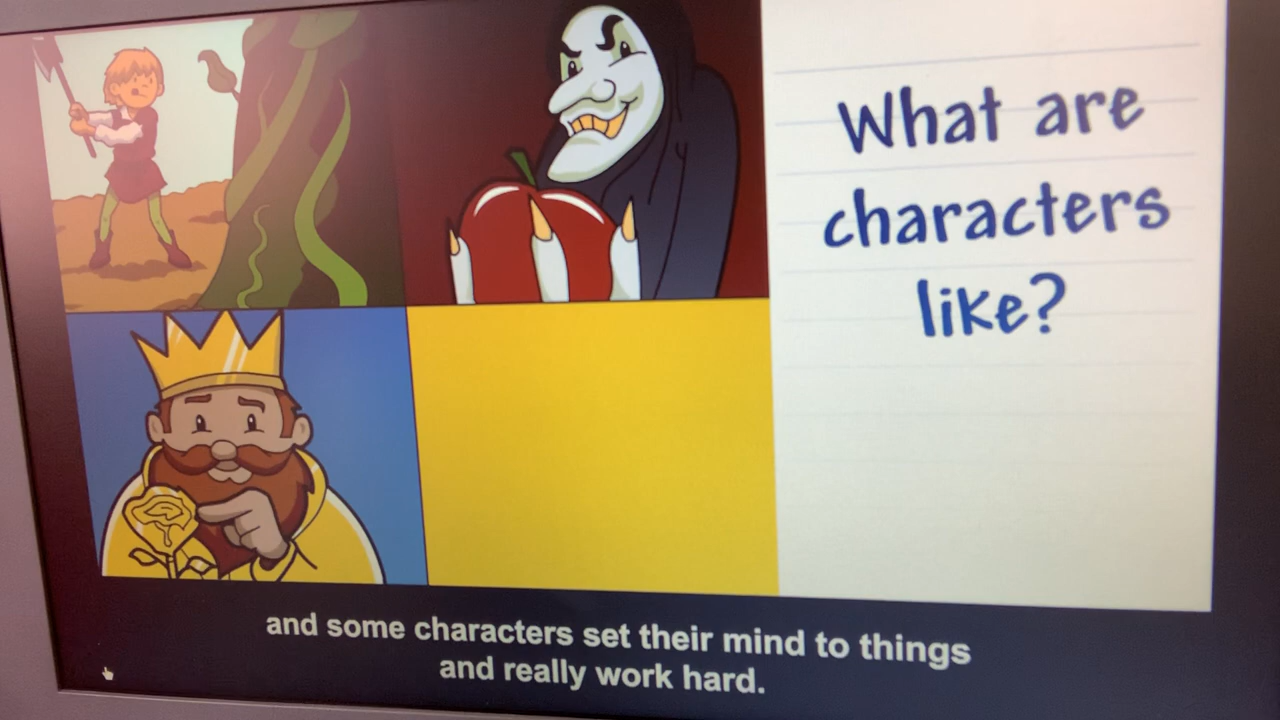 What are
characters
like?
and some characters set their mind to things
and really work hard.